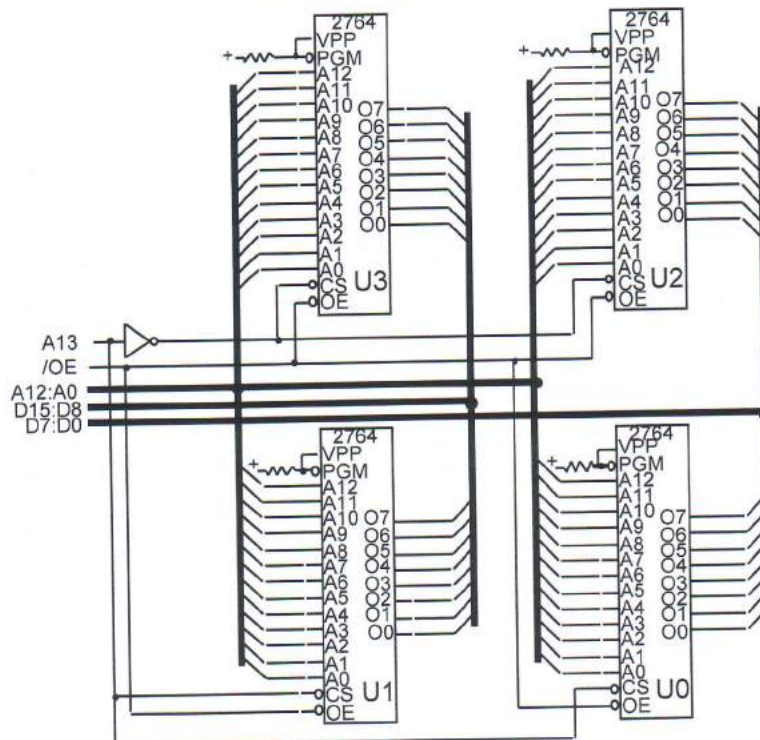 2764
VPP
+
PGM
A12
A11
A10
A9
A8
A7
A6
A5
A4
A3
A2
A1
A0
CS
OE
O7
O6
O5
O4
O3
O2
O1
O0
U3
2764
VPP
+
PGM
A12
A11
A10
A9
A8
A7
A6
A5
A4
A3
A2
A1
A0
CS
OE
O7
O6
O5
O4
O3
O2
O1
O0
U2
A13
/OE
A12:A0
D15:D8
D7:D0
2764
VPP
+
PGM
A12
A11
A10
A9
A8
A7
A6
A5
A4
A3
A2
A1
A0
CS
OE
O7
O6
O5
O4
O3
O2
O1
O0
U1
2764
VPP
+
PGM
A12
A11
A10
A9
A8
A7
A6
A5
A4
A3
A2
A1
A0
CS
OE
O7
O6
O5
O4
O3
O2
O1
O0
U0